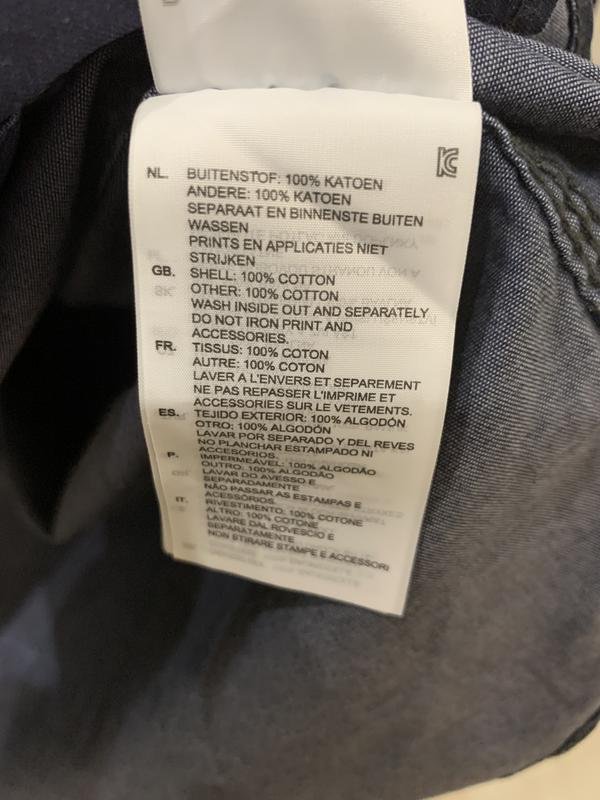 NL. BUITENSTOF: 100% KATOEN
ANDERE: 100% KATOEN
SEPARAAT EN BINNENSTE BUITEN
WASSEN
PRINTS EN APPLICATIES NIET
STRIJKEN
GB. SHELL: 100% COTTON
OTHER: 100% COTTON
WASH INSIDE OUT AND SEPARATELY
DO NOT IRON PRINT AND
ACCESSORIES.
FR. TISSUS: 100% COTON
AUTRE: 100% COTON
LAVER A L'ENVERS ET SEPAREMENT
NE PAS REPASSER L'IMPRIME ET
ACCESSORIES SUR LE VETEMENTS.
ES. TEJIDO EXTERIOR: 100% ALGODÓN
OTRO: 100% ALGODÓN
LAVAR POR SEPARADO Y DEL REVES
NO PLANCHAR ESTAMPADO NI
ACCESORIOS.
P. IMPERMEÁVEL: 100% ALGODÃO
OUTRO: 100% ALGODÃO
LAVAR DO AVESSO E
SEPARADAMENTE
NÃO PASSAR AS ESTAMPAS E
ACESSÓRIOS.
IT. RIVESTIMENTO: 100% COTONE
ALTRO: 100% COTONE
LAVARE DAL ROVESCIO E
SEPARATAMENTE
NON STIRARE STAMPE E ACCESSORI